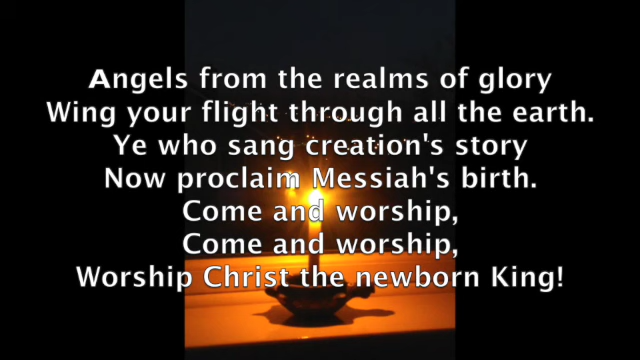 Angels from the realms of glory
Wing your flight through all the earth.
Ye who sang creation's story
Now proclaim Messiah's birth.
Come and worship,
Come and worship,
Worship Christ the newborn King!